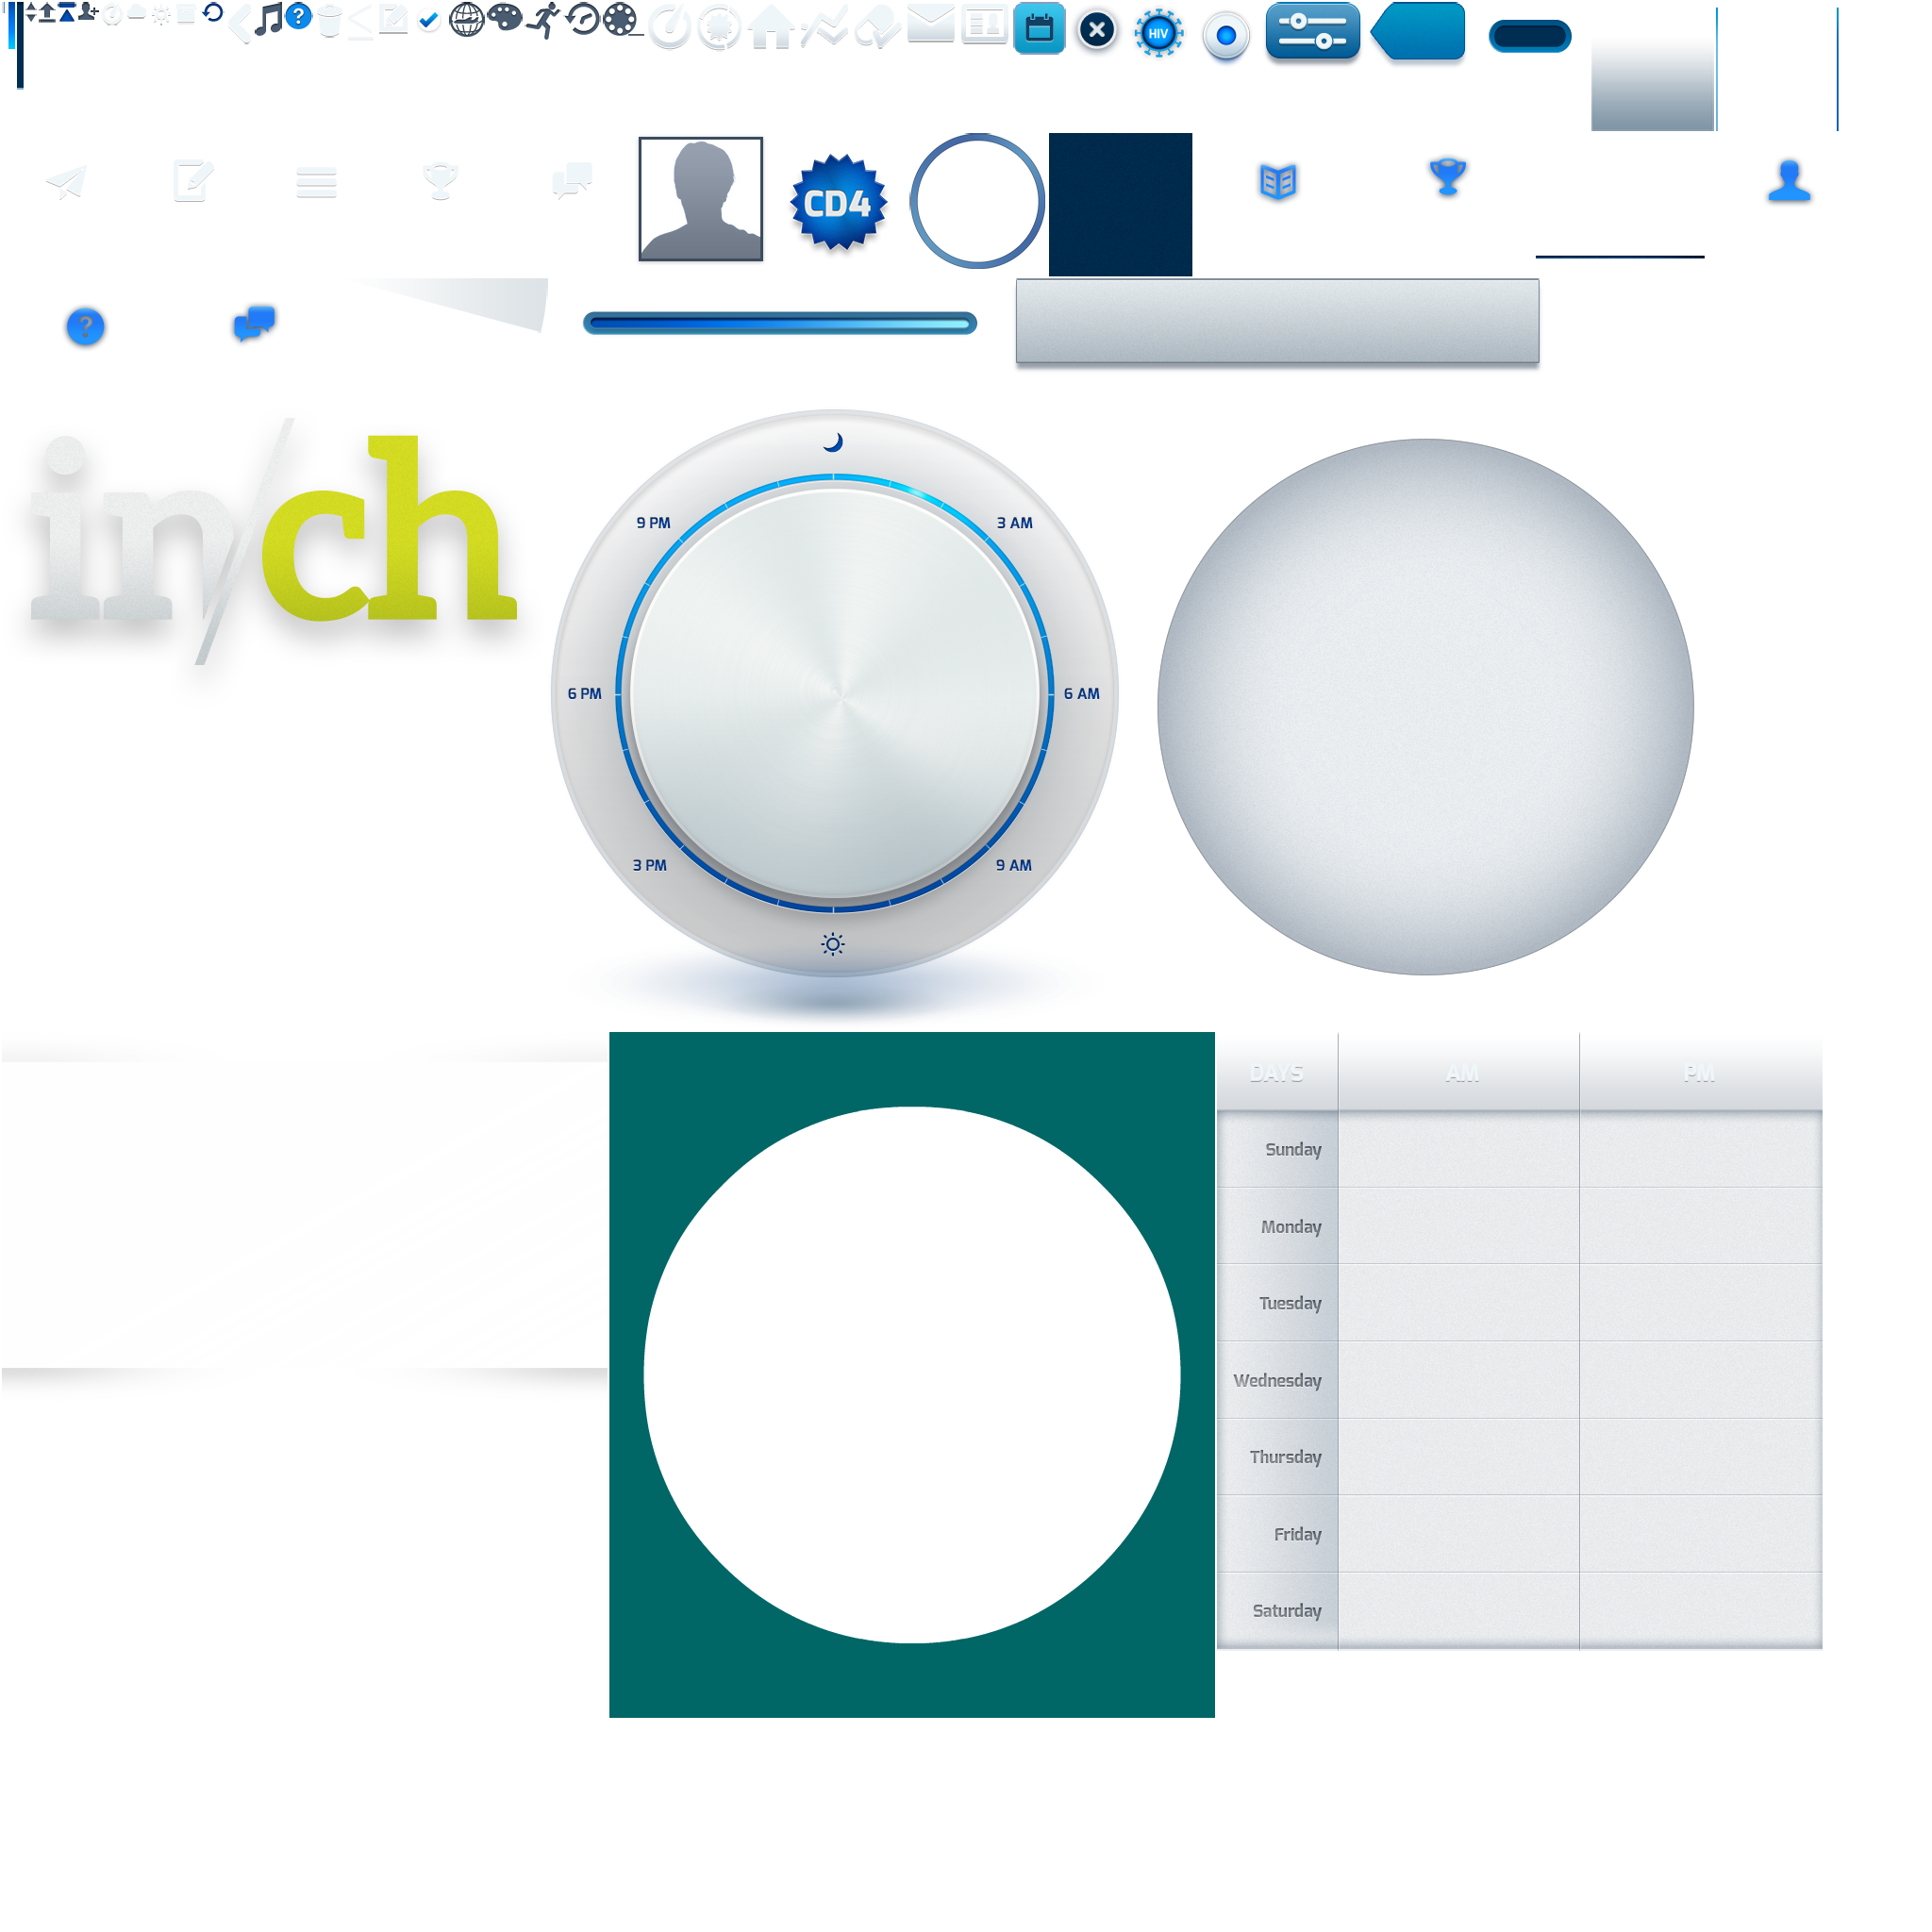 ?
HIV
CD4
?
in/ch
9 PM
3 AM
6 PM
6 AM
3 PM
9 AM
DAYS AM PM
Sunday
Monday
Tuesday
Wednesday
Thursday
Friday
Saturday